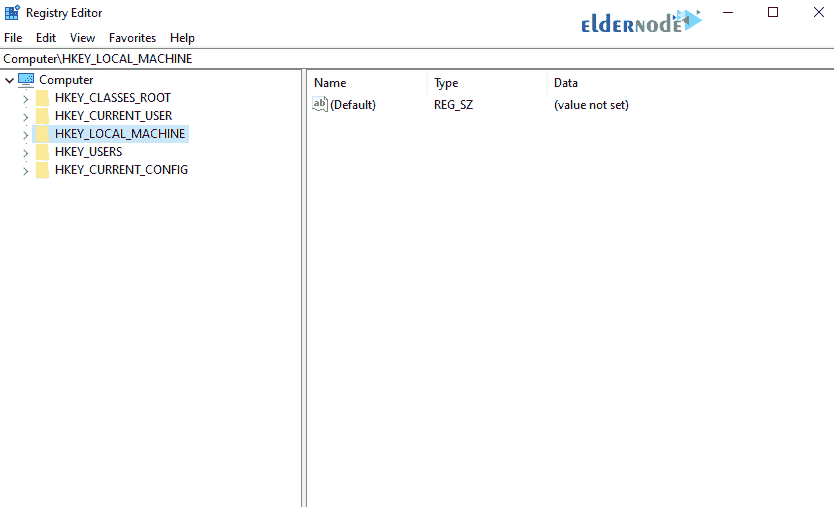 Registry Editor
ELDERNODE
File Edit View Favorites Help
Computer\HKEY_LOCAL_MACHINE
Computer
HKEY_CLASSES_ROOT
HKEY_CURRENT_USER
HKEY_LOCAL_MACHINE
HKEY_USERS
HKEY_CURRENT_CONFIG
Name Type Data
ab (Default) REG_SZ (value not set)